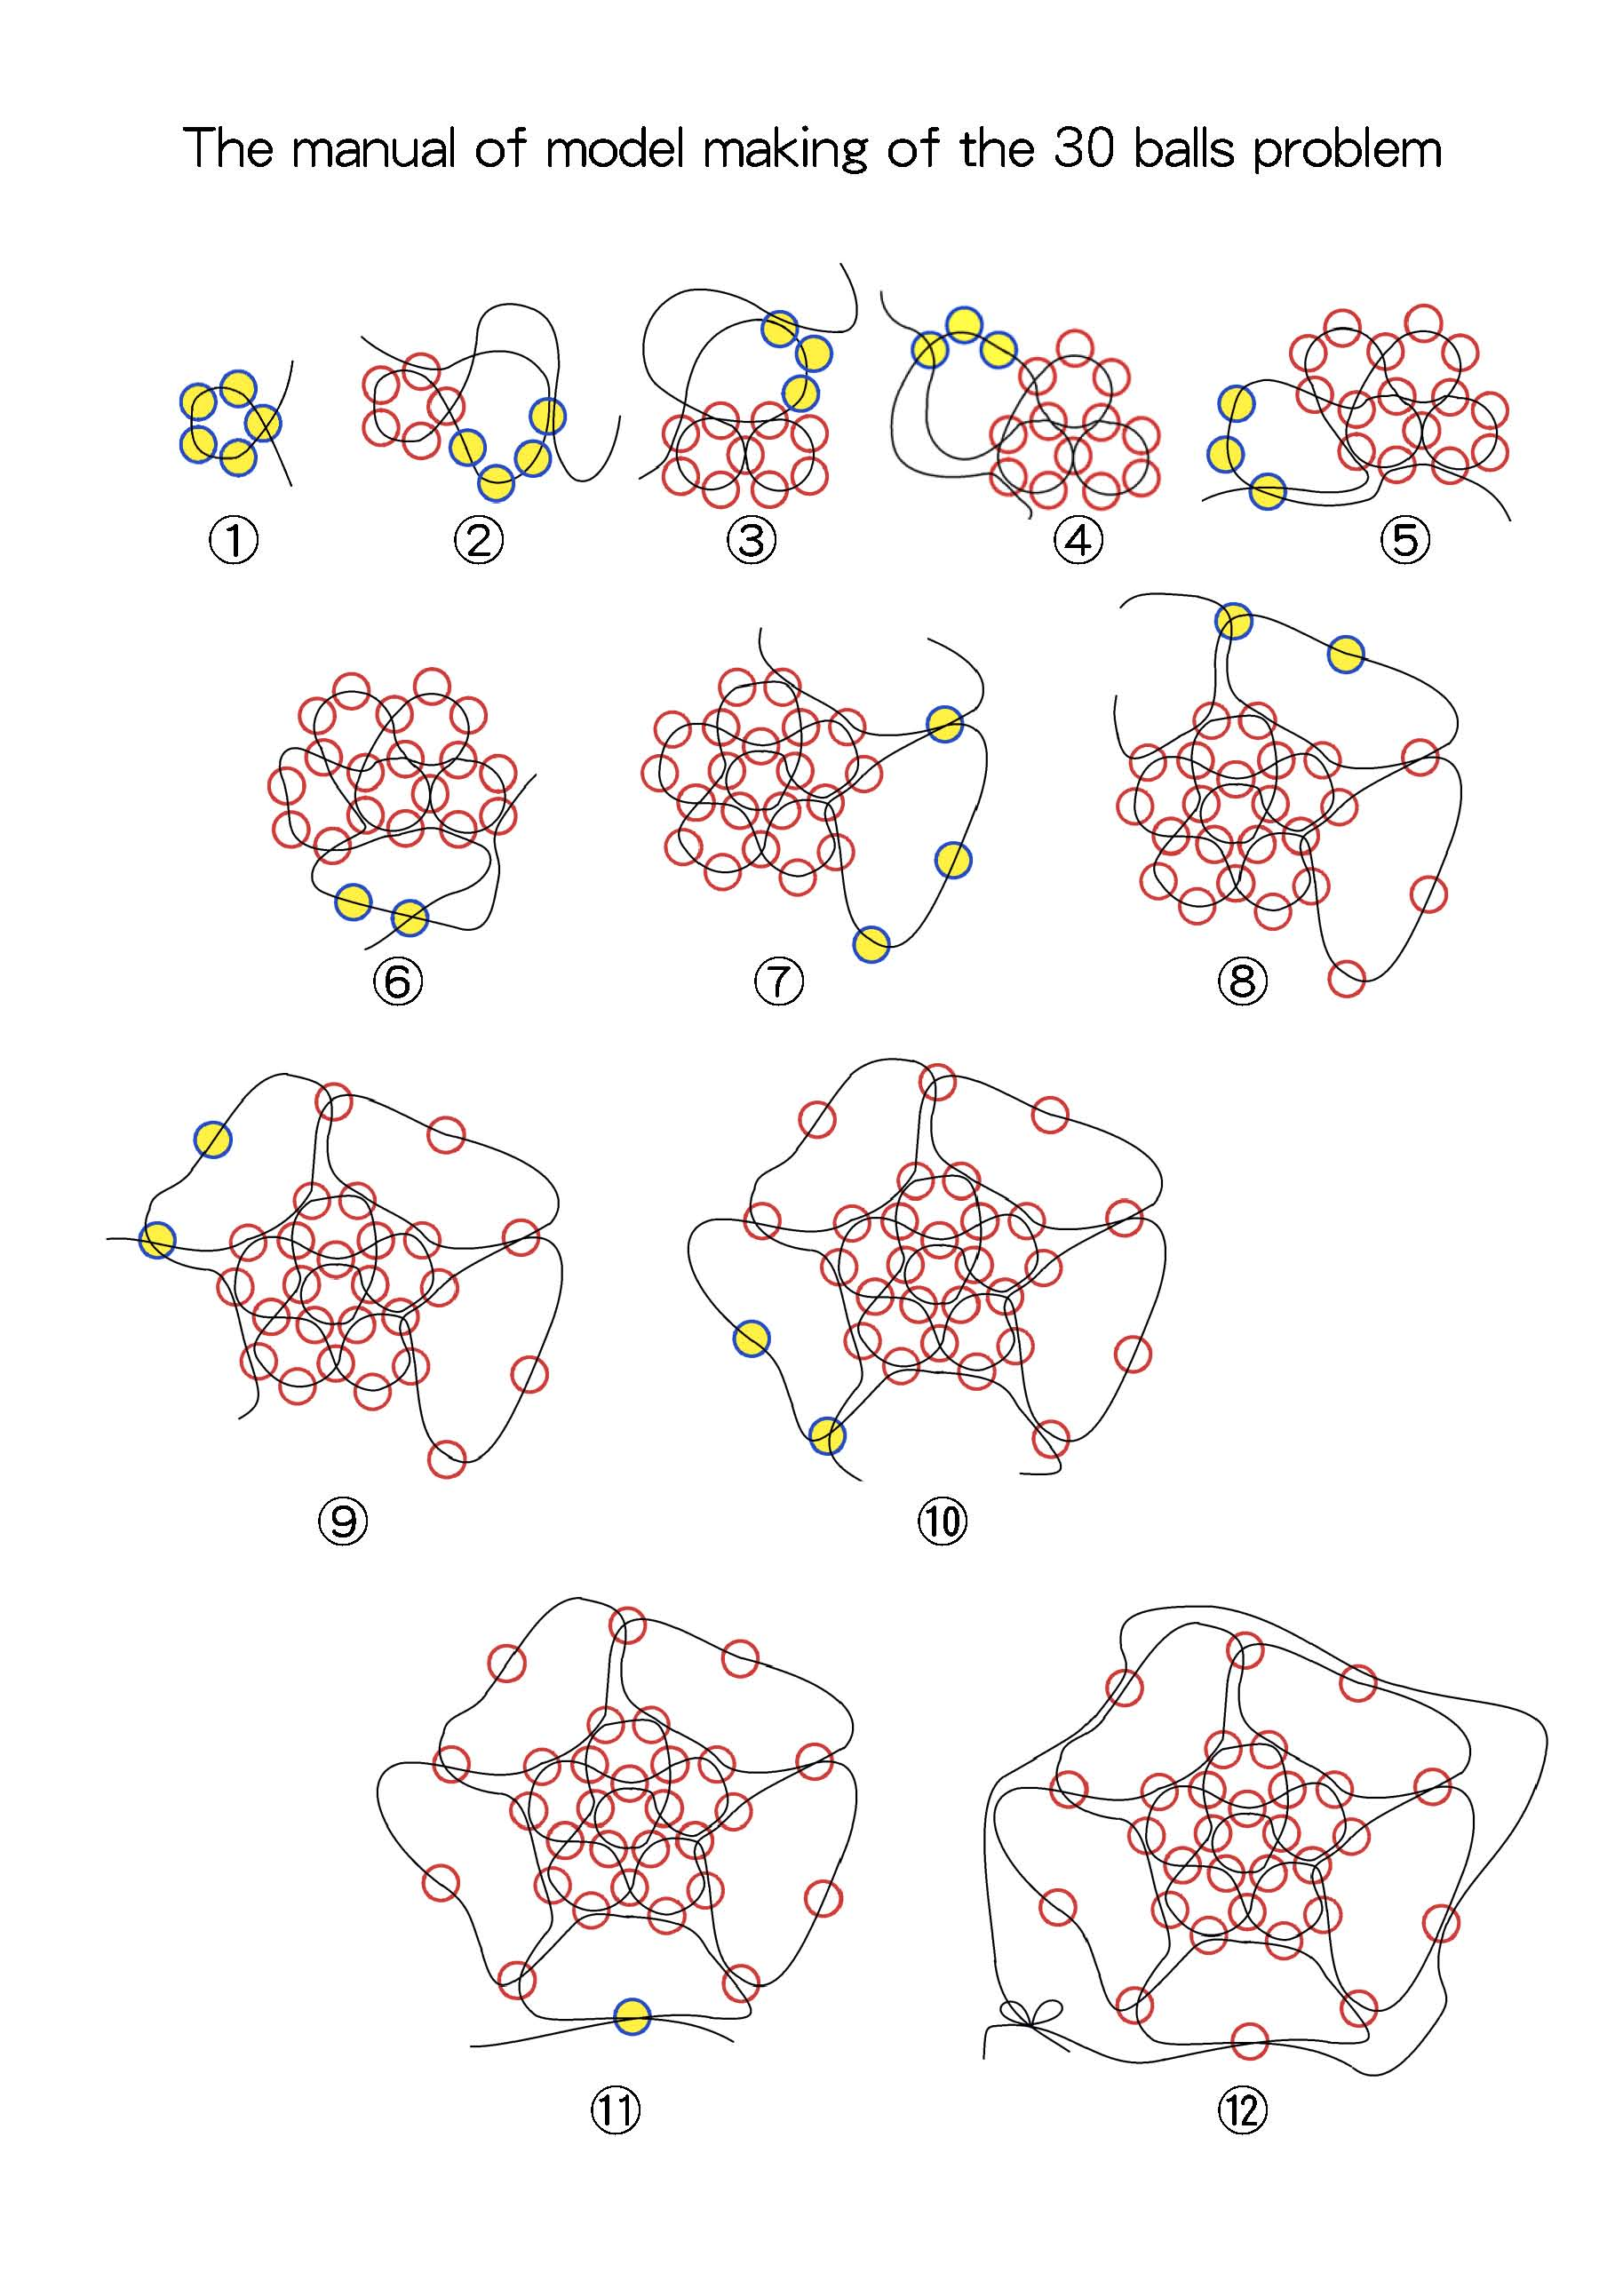 The manual of model making of the 30 balls problem
① ② ③ ④ ⑤
⑥ ⑦ ⑧
⑨ ⑩
⑪ ⑫